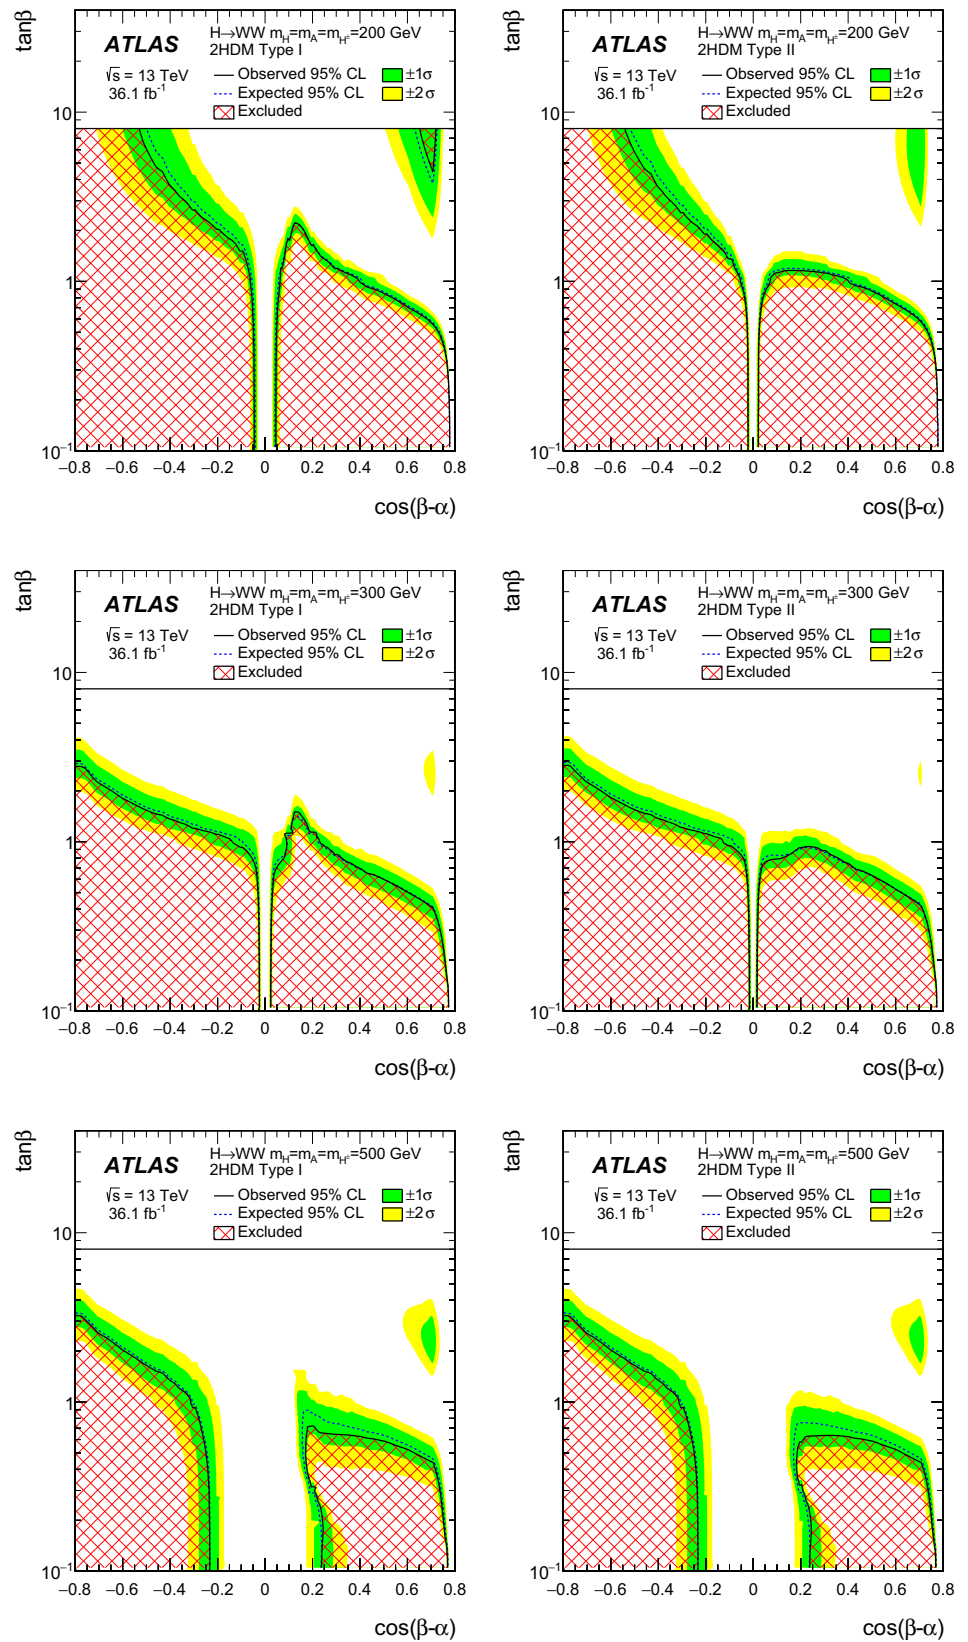 tanβ
ATLAS
√s = 13 TeV
36.1 fb⁻¹
H→WW m_H=m_A=m_H±=200 GeV
2HDM Type I
Observed 95% CL
Expected 95% CL
Excluded
±1σ
±2σ
10
1
10⁻¹
−0.8 −0.6 −0.4 −0.2 0 0.2 0.4 0.6 0.8
cos(β-α)
tanβ
ATLAS
√s = 13 TeV
36.1 fb⁻¹
H→WW m_H=m_A=m_H±=200 GeV
2HDM Type II
Observed 95% CL
Expected 95% CL
Excluded
±1σ
±2σ
10
1
10⁻¹
−0.8 −0.6 −0.4 −0.2 0 0.2 0.4 0.6 0.8
cos(β-α)
tanβ
ATLAS
√s = 13 TeV
36.1 fb⁻¹
H→WW m_H=m_A=m_H±=300 GeV
2HDM Type I
Observed 95% CL
Expected 95% CL
Excluded
±1σ
±2σ
10
1
10⁻¹
−0.8 −0.6 −0.4 −0.2 0 0.2 0.4 0.6 0.8
cos(β-α)
tanβ
ATLAS
√s = 13 TeV
36.1 fb⁻¹
H→WW m_H=m_A=m_H±=300 GeV
2HDM Type II
Observed 95% CL
Expected 95% CL
Excluded
±1σ
±2σ
10
1
10⁻¹
−0.8 −0.6 −0.4 −0.2 0 0.2 0.4 0.6 0.8
cos(β-α)
tanβ
ATLAS
√s = 13 TeV
36.1 fb⁻¹
H→WW m_H=m_A=m_H±=500 GeV
2HDM Type I
Observed 95% CL
Expected 95% CL
Excluded
±1σ
±2σ
10
1
10⁻¹
−0.8 −0.6 −0.4 −0.2 0 0.2 0.4 0.6 0.8
cos(β-α)
tanβ
ATLAS
√s = 13 TeV
36.1 fb⁻¹
H→WW m_H=m_A=m_H±=500 GeV
2HDM Type II
Observed 95% CL
Expected 95% CL
Excluded
±1σ
±2σ
10
1
10⁻¹
−0.8 −0.6 −0.4 −0.2 0 0.2 0.4 0.6 0.8
cos(β-α)